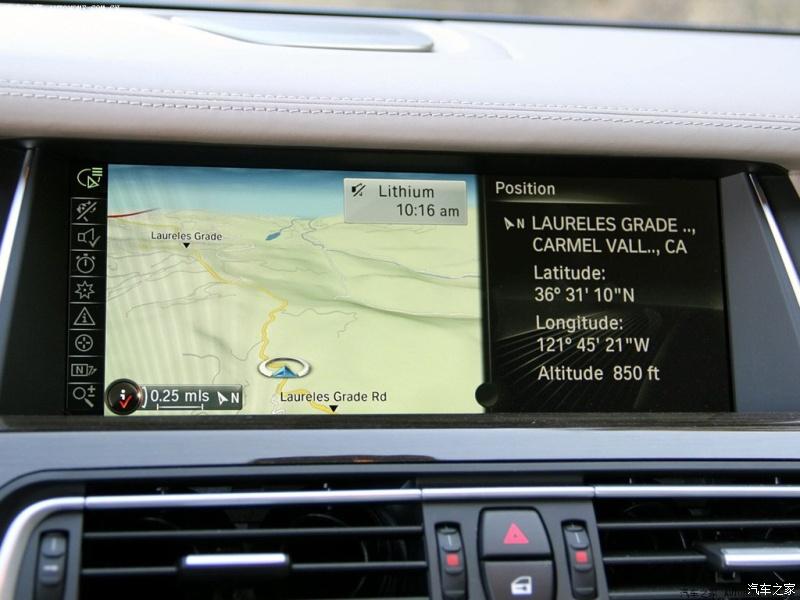 Lithium
10:16 am
Laureles Grade
0.25 mls
N
Laureles Grade Rd
N
Position
N LAURELES GRADE ..,
CARMEL VALL.., CA
Latitude:
36° 31' 10"N
Longitude:
121° 45' 21"W
Altitude 850 ft
汽车之家